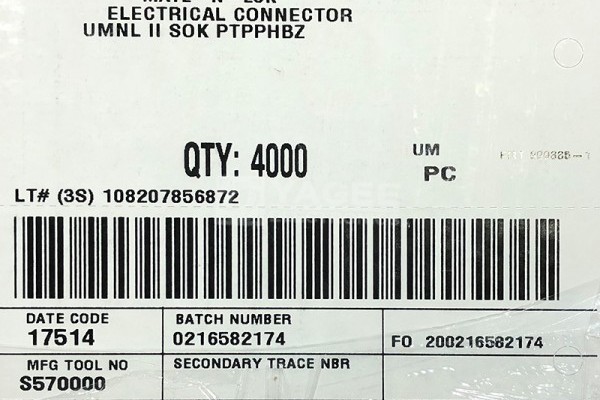 ELECTRICAL CONNECTOR
UMNL II SOK PTPPHBZ
QTY: 4000
UM
PC
LT# (3S) 108207856872
DATE CODE
17514
BATCH NUMBER
0216582174
FO 200216582174
MFG TOOL NO
S570000
SECONDARY TRACE NBR